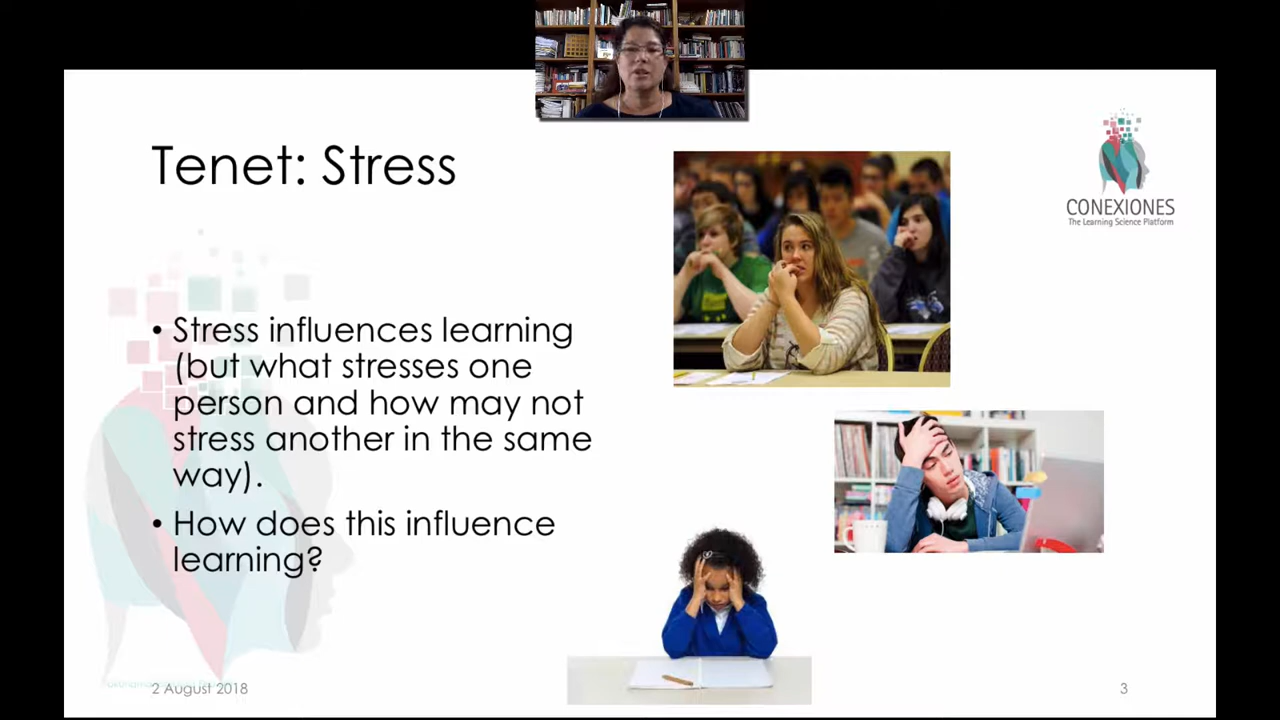 Tenet: Stress
CONEXIONES
The Learning Science Platform
• Stress influences learning
(but what stresses one
person and how may not
stress another in the same
way).
• How does this influence
learning?
2 August 2018
3